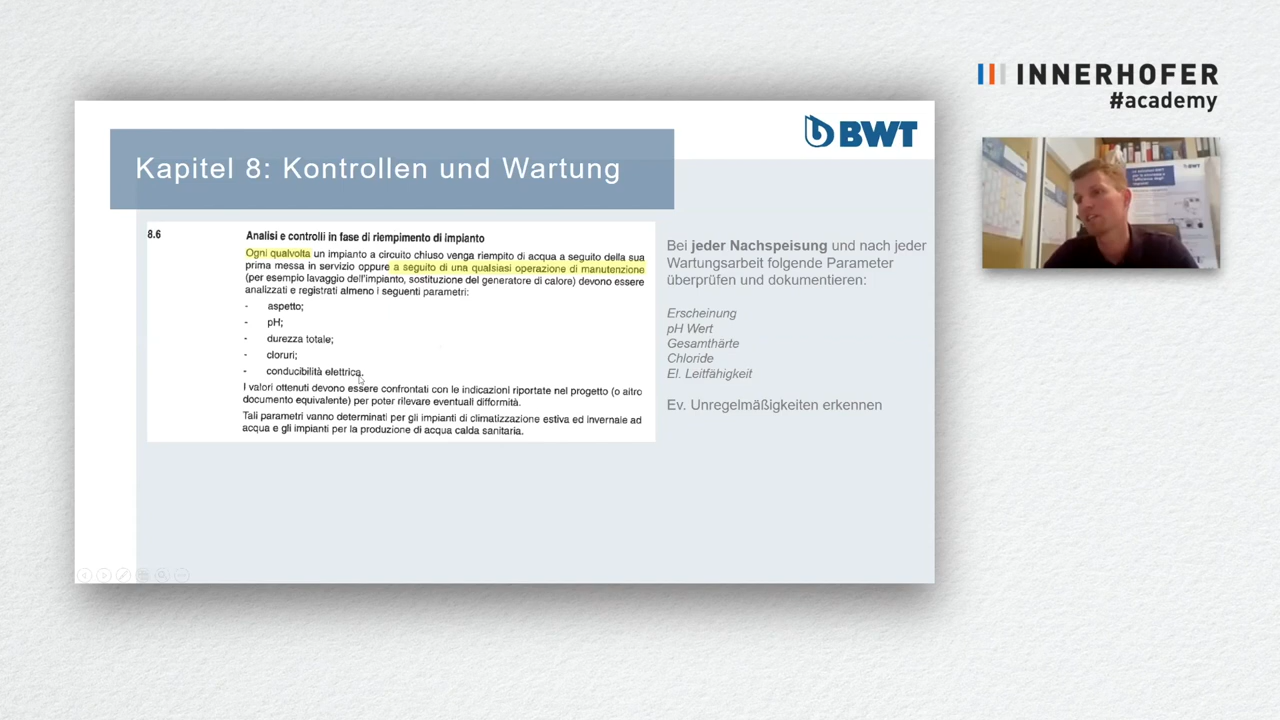 INNERHOFER
#academy
BWT
Kapitel 8: Kontrollen und Wartung
8.6 Analisi e controlli in fase di riempimento di impianto
Ogni qualvolta un impianto a circuito chiuso venga riempito di acqua a seguito della sua
prima messa in servizio oppure a seguito di una qualsiasi operazione di manutenzione
(per esempio lavaggio dell'impianto, sostituzione del generatore di calore) devono essere
analizzati e registrati almeno i seguenti parametri:
- aspetto;
- pH;
- durezza totale;
- cloruri;
- conducibilità elettrica.
I valori ottenuti devono essere confrontati con le indicazioni riportate nel progetto (o altro
documento equivalente) per poter rilevare eventuali difformità.
Tali parametri vanno determinati per gli impianti di climatizzazione estiva ed invernale ad
acqua e gli impianti per la produzione di acqua calda sanitaria.
Bei jeder Nachspeisung und nach jeder
Wartungsarbeit folgende Parameter
überprüfen und dokumentieren:
Erscheinung
pH Wert
Gesamthärte
Chloride
El. Leitfähigkeit
Ev. Unregelmäßigkeiten erkennen
BWT